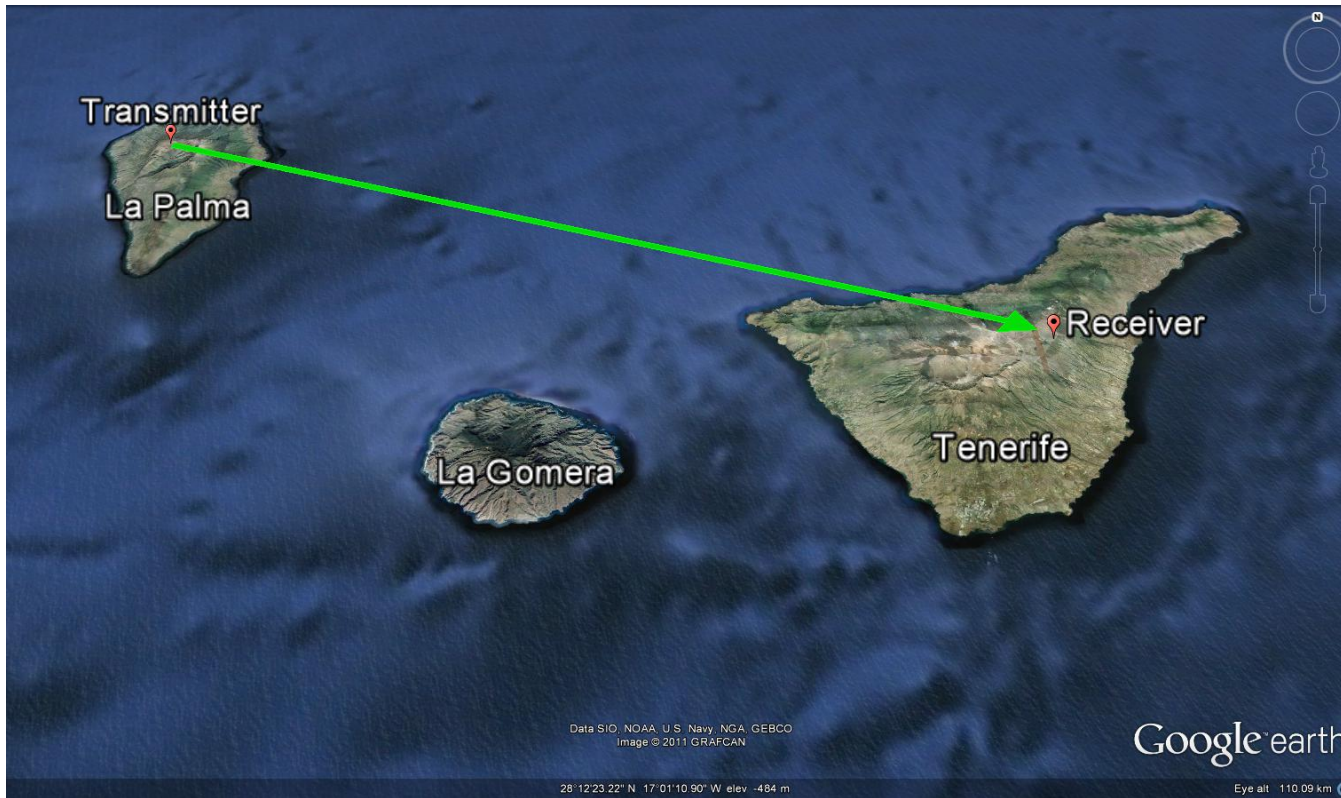 N
Transmitter
La Palma
Receiver
Tenerife
La Gomera
Data SIO, NOAA, U.S. Navy, NGA, GEBCO
Image © 2011 GRAFCAN
Google earth
28°12'23.22" N 17°01'10.90" W elev -484 m
Eye alt 110.09 km